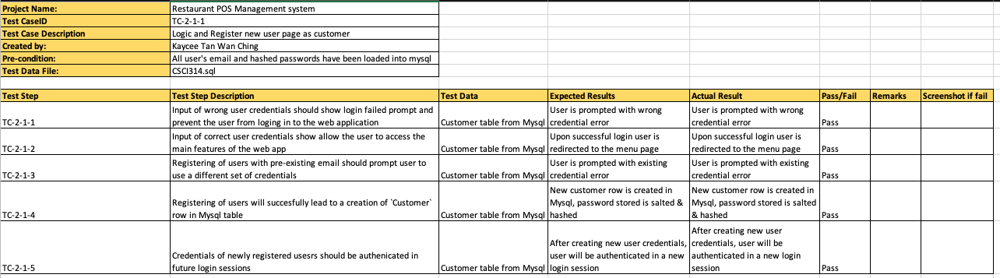 Project Name: Restaurant POS Management system
Test CaseID TC-2-1-1
Test Case Description Logic and Register new user page as customer
Created by: Kaycee Tan Wan Ching
Pre-condition: All user's email and hashed passwords have been loaded into mysql
Test Data File: CSCI314.sql
Test Step Test Step Description Test Data Expected Results Actual Result Pass/Fail Remarks Screenshot if fail
TC-2-1-1
Input of wrong user credentials should show login failed prompt and
prevent the user from loging in to the web application
Customer table from Mysql
User is prompted with wrong
credential error
User is prompted with wrong
credential error
Pass
TC-2-1-2
Input of correct user credentials show allow the user to access the
main features of the web app
Customer table from Mysql
Upon successful login user is
redirected to the menu page
Upon successful login user is
redirected to the menu page
Pass
TC-2-1-3
Registering of users with pre-existing email should prompt user to
use a different set of credentials
Customer table from Mysql
User is prompted with existing
credential error
User is prompted with existing
credential error
Pass
TC-2-1-4
Registering of users will succesfully lead to a creation of `Customer`
row in Mysql table
Customer table from Mysql
New customer row is created in
Mysql, password stored is salted &
hashed
New customer row is created in
Mysql, password stored is salted
& hashed
Pass
TC-2-1-5
Credentials of newly registered usesrs should be authenicated in
future login sessions
Customer table from Mysql
After creating new user credentials,
user will be authenticated in a new
login session
After creating new user
credentials, user will be
authenticated in a new login
session
Pass